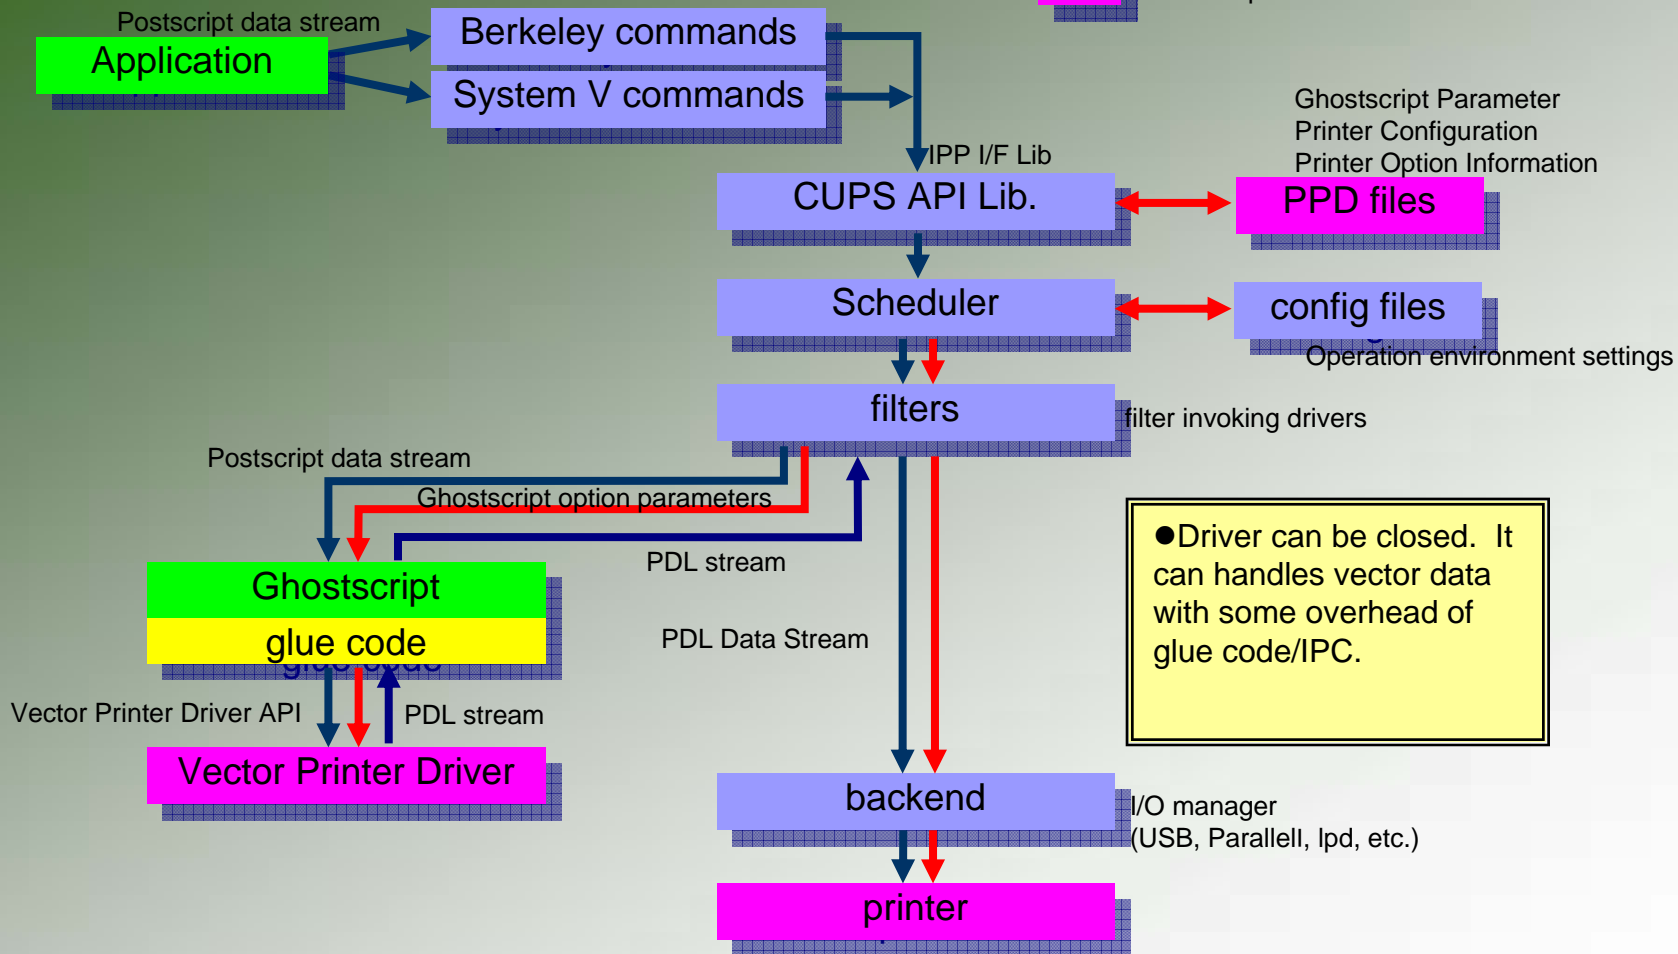 Postscript data stream
Application
Berkeley commands
System V commands
Ghostscript Parameter
Printer Configuration
Printer Option Information
IPP I/F Lib
CUPS API Lib.
PPD files
Scheduler
config files
Operation environment settings
filters
filter invoking drivers
Postscript data stream
Ghostscript option parameters
PDL stream
Ghostscript
glue code
PDL Data Stream
●Driver can be closed. It
can handles vector data
with some overhead of
glue code/IPC.
Vector Printer Driver API
PDL stream
Vector Printer Driver
backend
I/O manager
(USB, Parallell, lpd, etc.)
printer